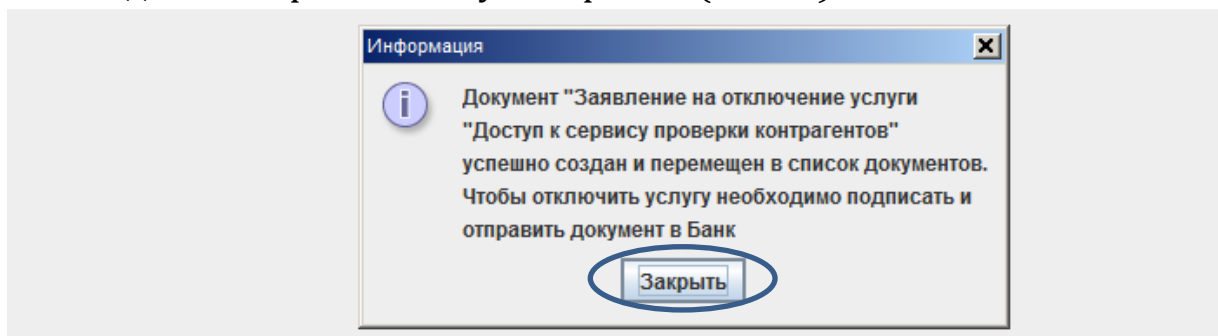 Информация
Документ "Заявление на отключение услуги
"Доступ к сервису проверки контрагентов"
успешно создан и перемещен в список документов.
Чтобы отключить услугу необходимо подписать и
отправить документ в Банк
Закрыть